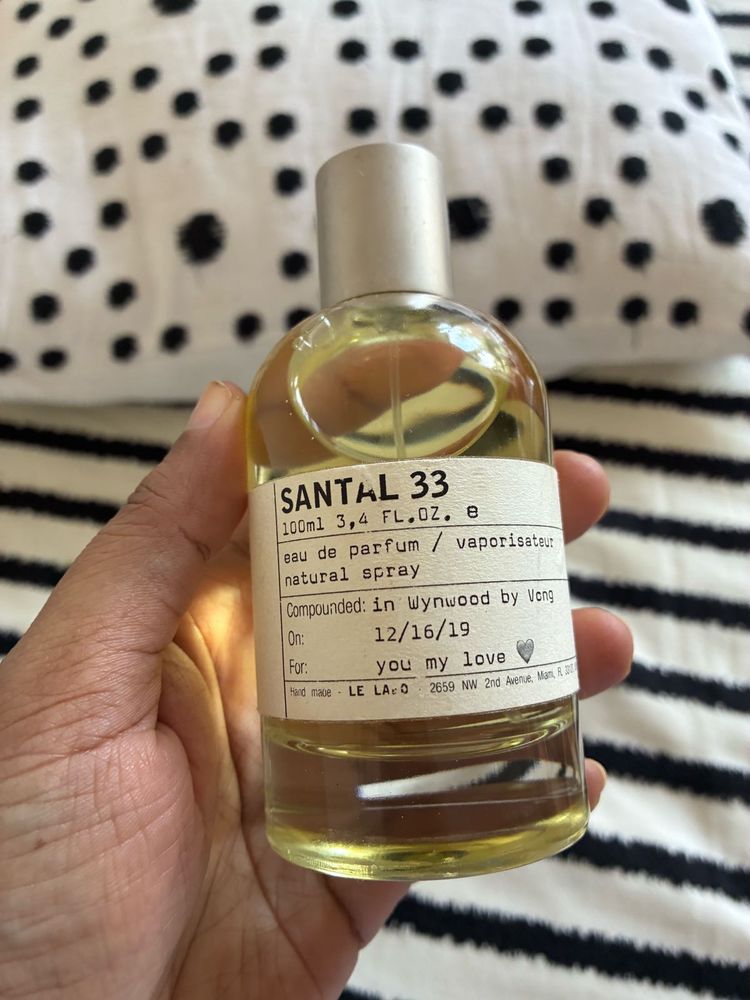 SANTAL 33
100ml 3,4 FL.OZ. e
eau de parfum / vaporisateur
natural spray
Compounded: in Wynwood by Vong
On: 12/16/19
For: you my love 🖤
Hand made - LE LABO - 2659 NW 2nd Avenue, Miami, FL